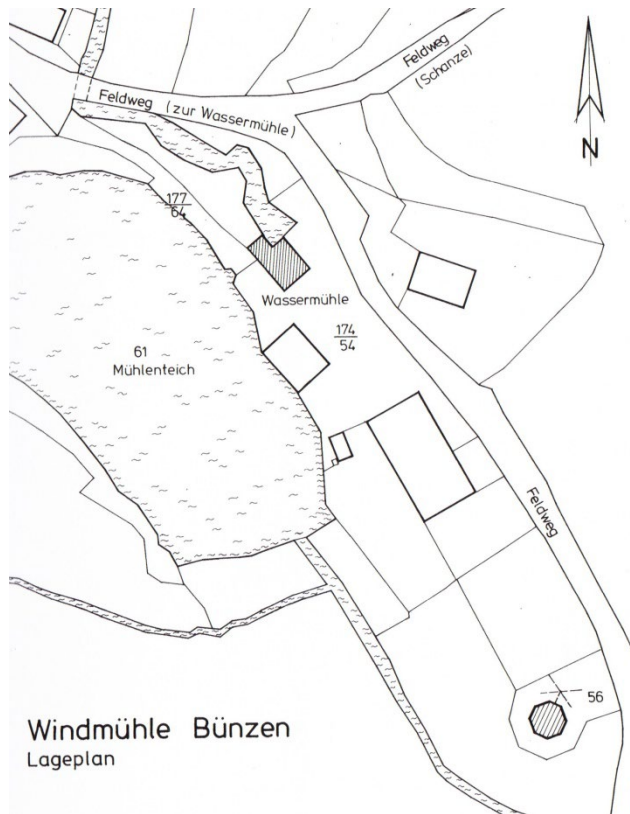 Feldweg (zur Wassermühle)
Feldweg
(Schanze)
N
177
64
Wassermühle
174
54
61
Mühlenteich
Feldweg
56
Windmühle Bünzen
Lageplan